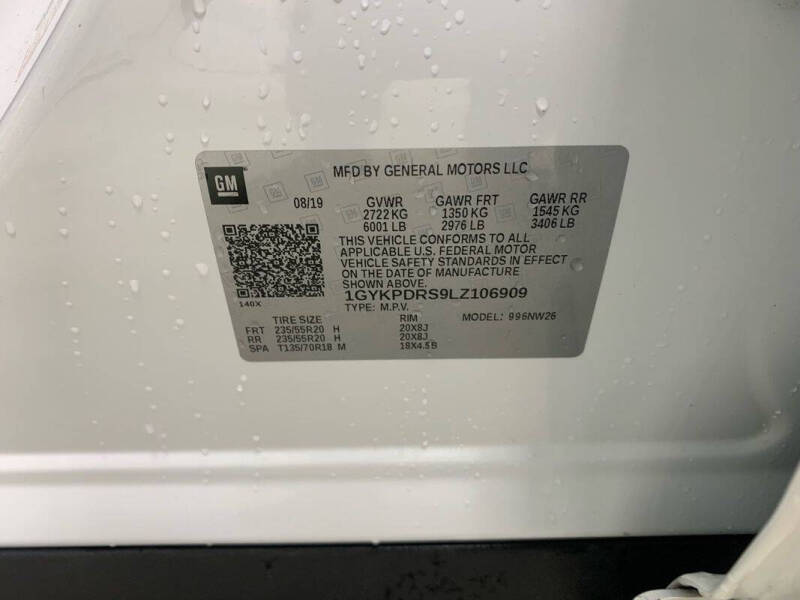 GM
MFD BY GENERAL MOTORS LLC
08/19 GVWR GAWR FRT GAWR RR
2722 KG 1350 KG 1545 KG
6001 LB 2976 LB 3406 LB
THIS VEHICLE CONFORMS TO ALL
APPLICABLE U.S. FEDERAL MOTOR
VEHICLE SAFETY STANDARDS IN EFFECT
ON THE DATE OF MANUFACTURE
SHOWN ABOVE.
140X
1GYKPDRS9LZ106909
TYPE: M.P.V. MODEL: 996NW26
TIRE SIZE RIM
FRT 235/55R20 H 20X8J
RR 235/55R20 H 20X8J
SPA T135/70R18 M 18X4.5B